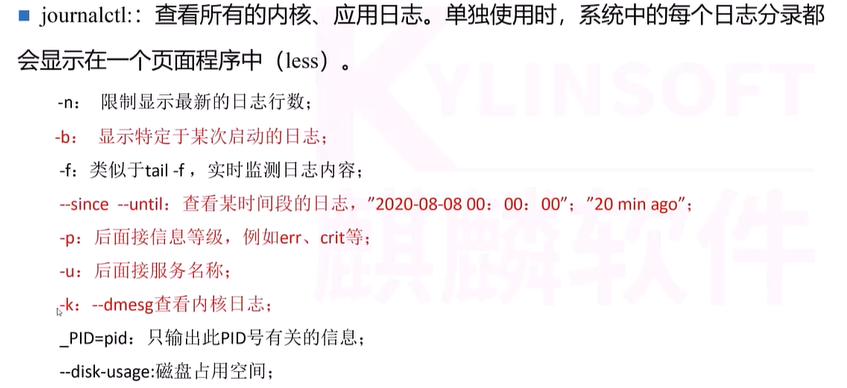 journalctl:：查看所有的内核、应用日志。单独使用时，系统中的每个日志分录都
会显示在一个页面程序中（less）。
-n： 限制显示最新的日志行数；
-b： 显示特定于某次启动的日志；
-f：类似于tail -f ，实时监测日志内容；
--since --until：查看某时间段的日志，”2020-08-08 00：00：00”；”20 min ago”；
-p：后面接信息等级，例如err、crit等；
-u：后面接服务名称；
-k：--dmesg查看内核日志；
_PID=pid：只输出此PID号有关的信息；
--disk-usage:磁盘占用空间；
KYLINSOFT
麒麟软件